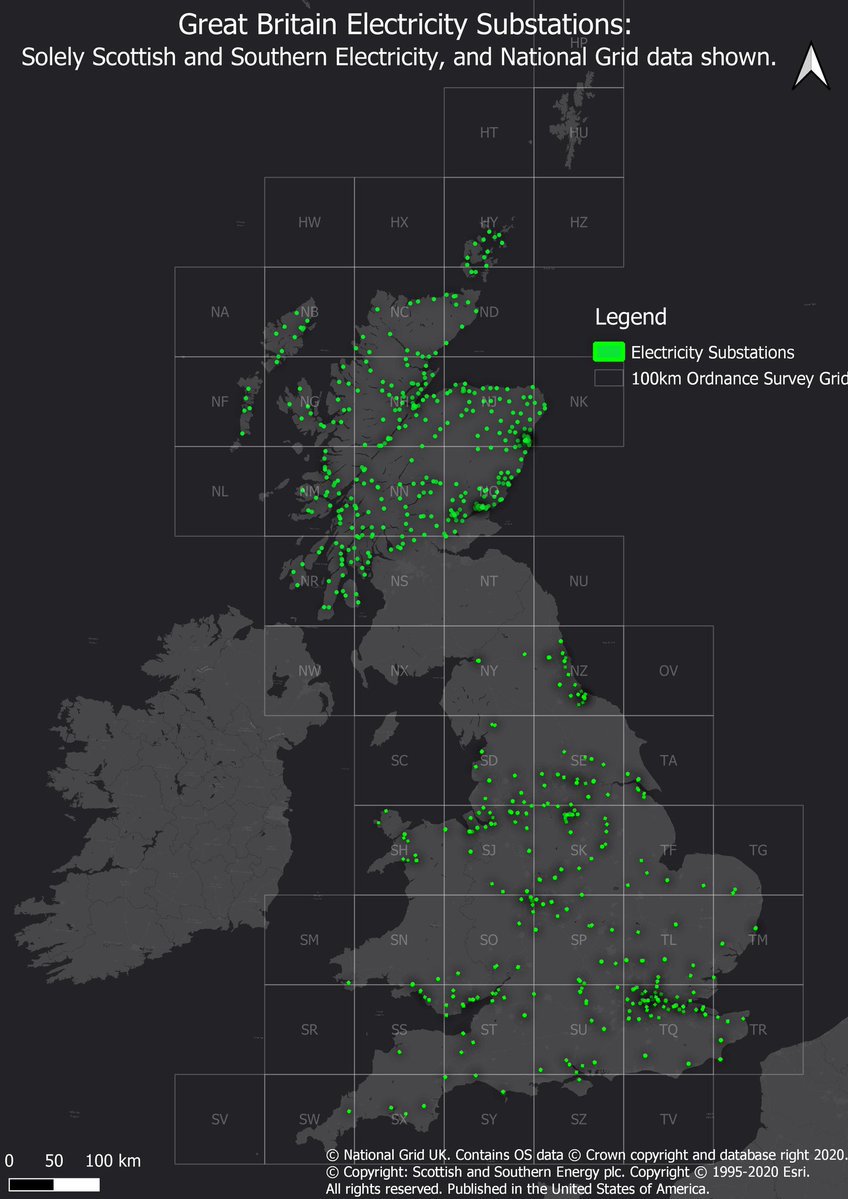 Great Britain Electricity Substations:
Solely Scottish and Southern Electricity, and National Grid data shown.
HP
HT
HU
HW
HX
HY
HZ
NA
NB
NC
ND
Legend
Electricity Substations
100km Ordnance Survey Grid
NF
NG
NH
NJ
NK
NL
NM
NN
NO
NR
NS
NT
NU
NW
NX
NY
NZ
OV
SC
SD
SE
TA
SH
SJ
SK
TF
TG
SM
SN
SO
SP
TL
TM
SR
SS
ST
SU
TQ
TR
SV
SW
SX
SY
SZ
TV
0 50 100 km
© National Grid UK. Contains OS data © Crown copyright and database right 2020.
© Copyright: Scottish and Southern Energy plc. Copyright © 1995-2020 Esri.
All rights reserved. Published in the United States of America.